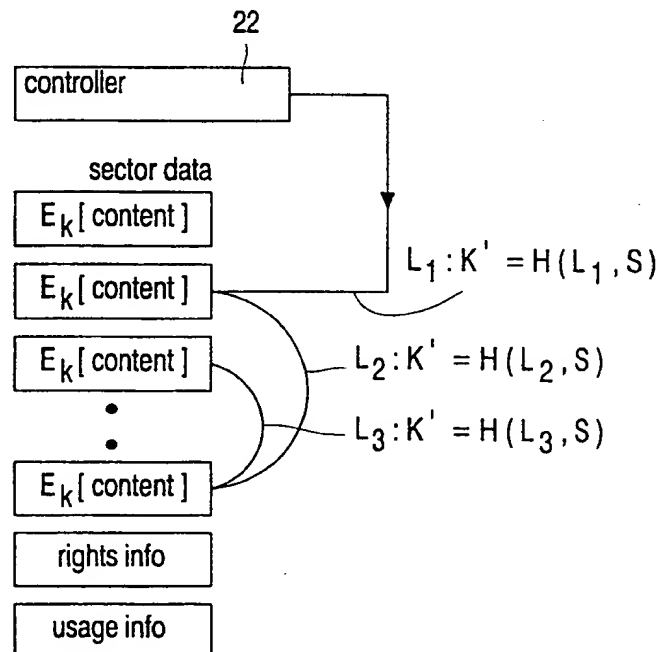 22
controller
sector data
E_k[content]
E_k[content]
L_1:K' = H(L_1,S)
E_k[content]
L_2:K' = H(L_2,S)
L_3:K' = H(L_3,S)
E_k[content]
rights info
usage info